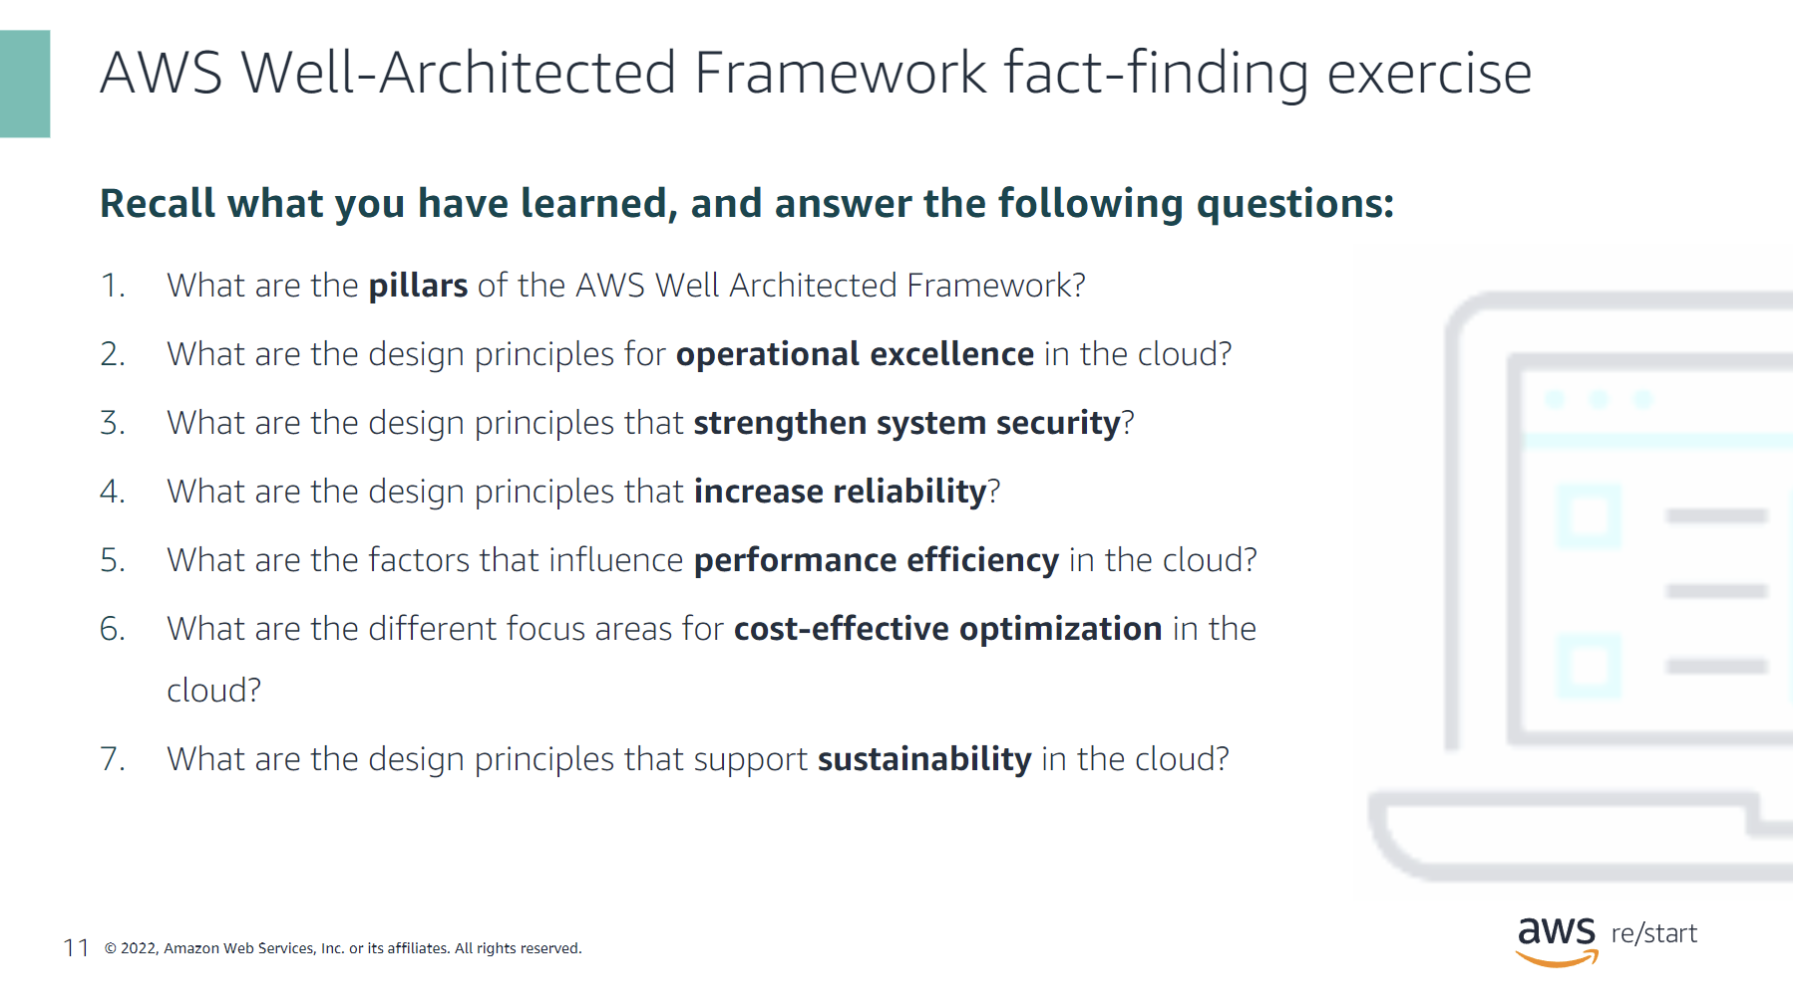 AWS Well-Architected Framework fact-finding exercise
Recall what you have learned, and answer the following questions:
1. What are the pillars of the AWS Well Architected Framework?
2. What are the design principles for operational excellence in the cloud?
3. What are the design principles that strengthen system security?
4. What are the design principles that increase reliability?
5. What are the factors that influence performance efficiency in the cloud?
6. What are the different focus areas for cost-effective optimization in the
cloud?
7. What are the design principles that support sustainability in the cloud?
11 © 2022, Amazon Web Services, Inc. or its affiliates. All rights reserved.
aws re/start